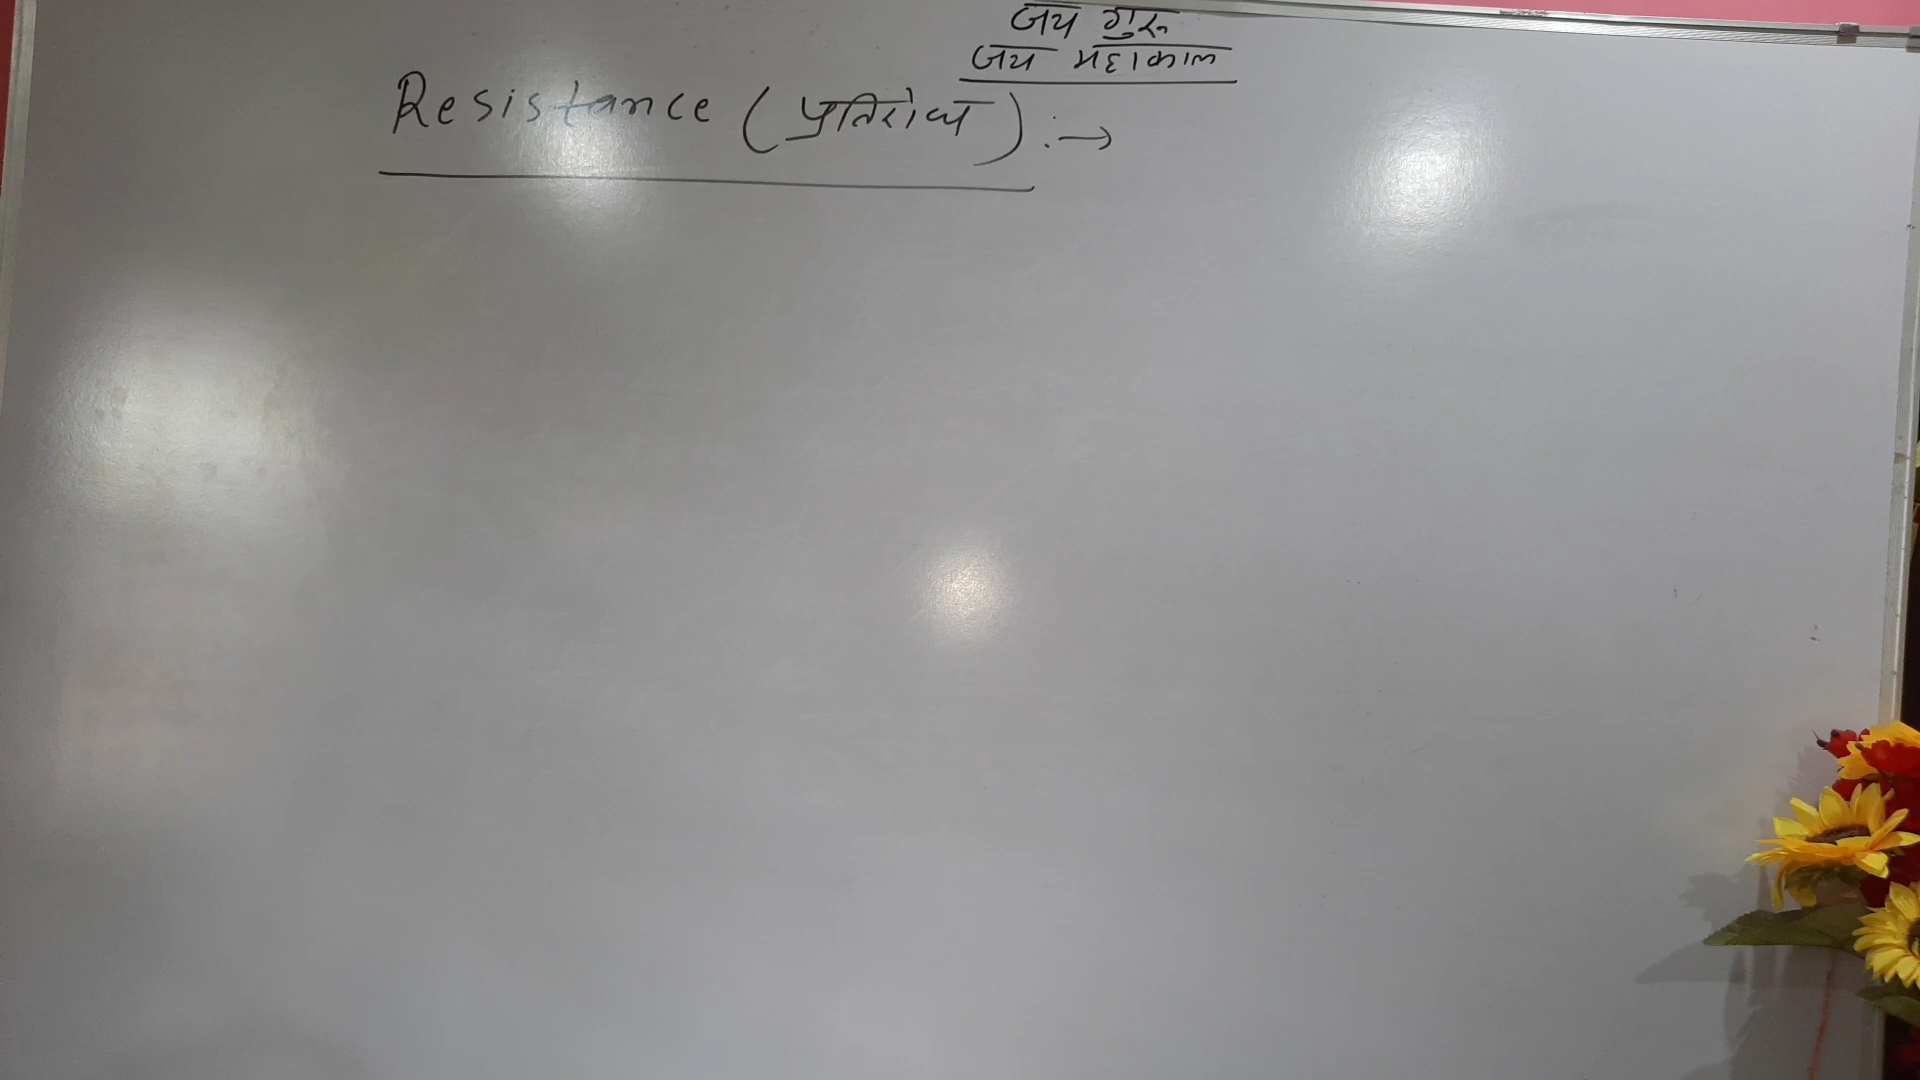 जय गुरू
जय महाकाल
Resistance (प्रतिरोध) :→